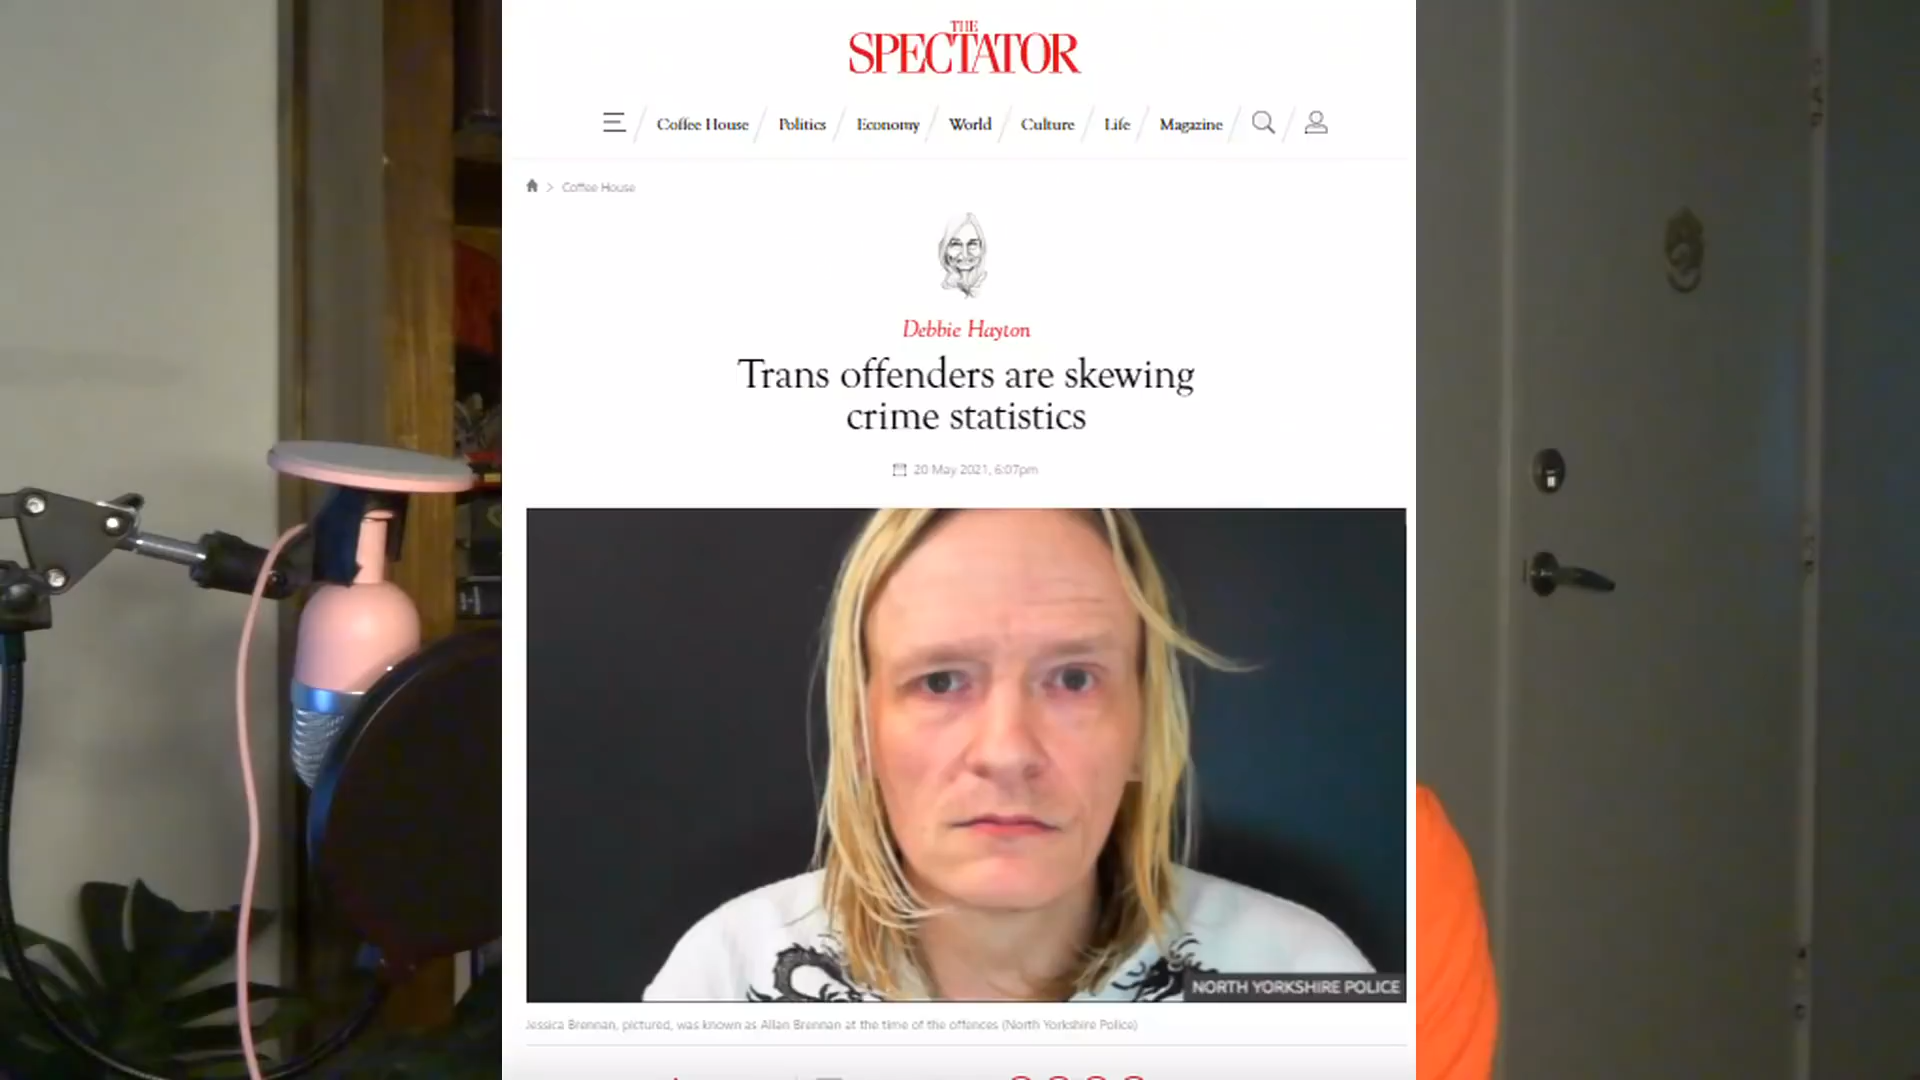 THE
SPECTATOR
Coffee House
Politics
Economy
World
Culture
Life
Magazine
> Coffee House
Debbie Hayton
Trans offenders are skewing
crime statistics
20 May 2021, 6:07pm
NORTH YORKSHIRE POLICE
Jessica Brennan, pictured, was known as Allan Brennan at the time of the offences (North Yorkshire Police)